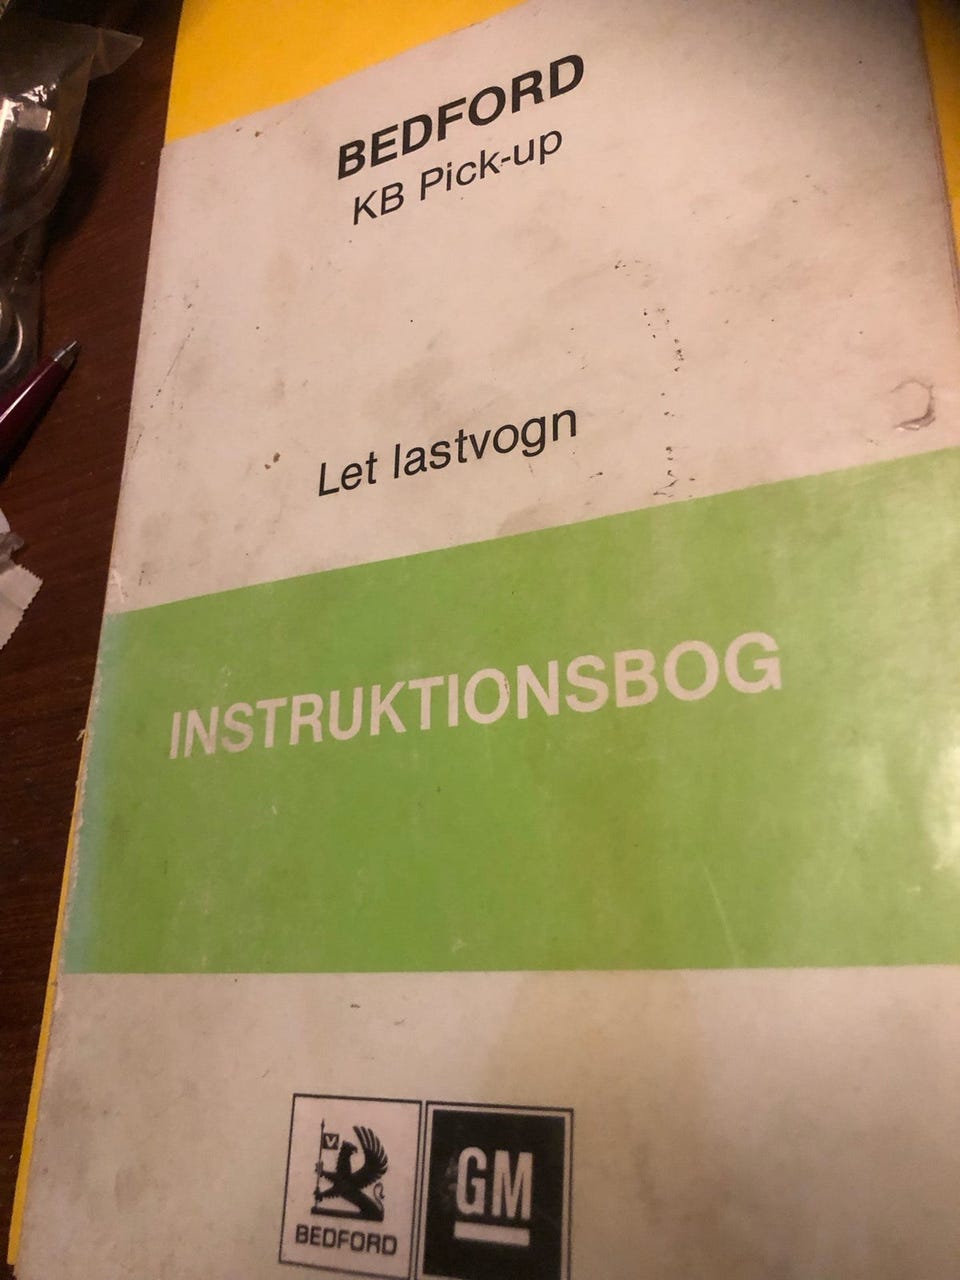 BEDFORD
KB Pick-up
Let lastvogn
INSTRUKTIONSBOG
V
BEDFORD
GM